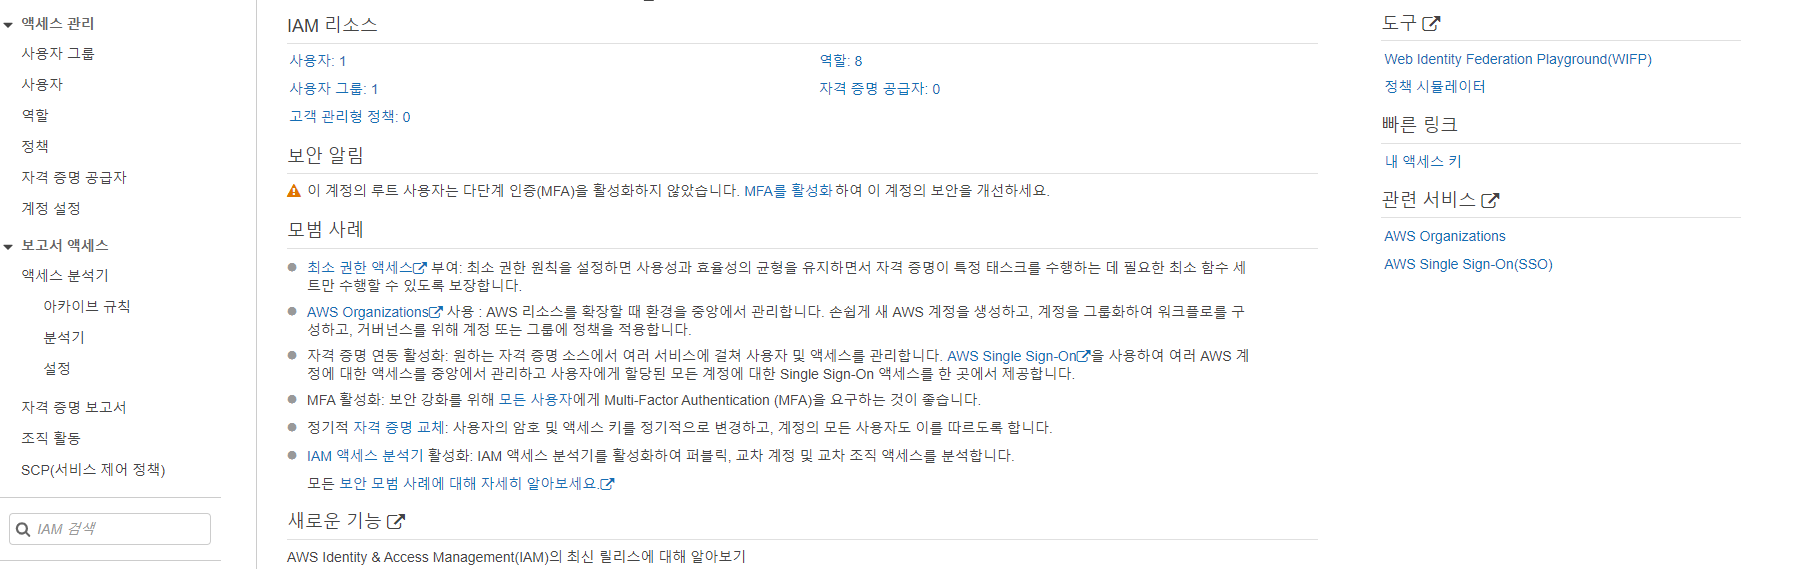 액세스 관리
사용자 그룹
사용자
역할
정책
자격 증명 공급자
계정 설정
보고서 액세스
액세스 분석기
아카이브 규칙
분석기
설정
자격 증명 보고서
조직 활동
SCP(서비스 제어 정책)
IAM 검색
IAM 리소스
사용자: 1
역할: 8
사용자 그룹: 1
자격 증명 공급자: 0
고객 관리형 정책: 0
보안 알림
이 계정의 루트 사용자는 다단계 인증(MFA)을 활성화하지 않았습니다. MFA를 활성화하여 이 계정의 보안을 개선하세요.
모범 사례
최소 권한 액세스 부여: 최소 권한 원칙을 설정하면 사용성과 효율성의 균형을 유지하면서 자격 증명이 특정 태스크를 수행하는 데 필요한 최소 함수 세
트만 수행할 수 있도록 보장합니다.
AWS Organizations 사용 : AWS 리소스를 확장할 때 환경을 중앙에서 관리합니다. 손쉽게 새 AWS 계정을 생성하고, 계정을 그룹화하여 워크플로를 구
성하고, 거버넌스를 위해 계정 또는 그룹에 정책을 적용합니다.
자격 증명 연동 활성화: 원하는 자격 증명 소스에서 여러 서비스에 걸쳐 사용자 및 액세스를 관리합니다. AWS Single Sign-On을 사용하여 여러 AWS 계
정에 대한 액세스를 중앙에서 관리하고 사용자에게 할당된 모든 계정에 대한 Single Sign-On 액세스를 한 곳에서 제공합니다.
MFA 활성화: 보안 강화를 위해 모든 사용자에게 Multi-Factor Authentication (MFA)을 요구하는 것이 좋습니다.
정기적 자격 증명 교체: 사용자의 암호 및 액세스 키를 정기적으로 변경하고, 계정의 모든 사용자도 이를 따르도록 합니다.
IAM 액세스 분석기 활성화: IAM 액세스 분석기를 활성화하여 퍼블릭, 교차 계정 및 교차 조직 액세스를 분석합니다.
모든 보안 모범 사례에 대해 자세히 알아보세요.
새로운 기능
AWS Identity & Access Management(IAM)의 최신 릴리스에 대해 알아보기
도구
Web Identity Federation Playground(WIFP)
정책 시뮬레이터
빠른 링크
내 액세스 키
관련 서비스
AWS Organizations
AWS Single Sign-On(SSO)